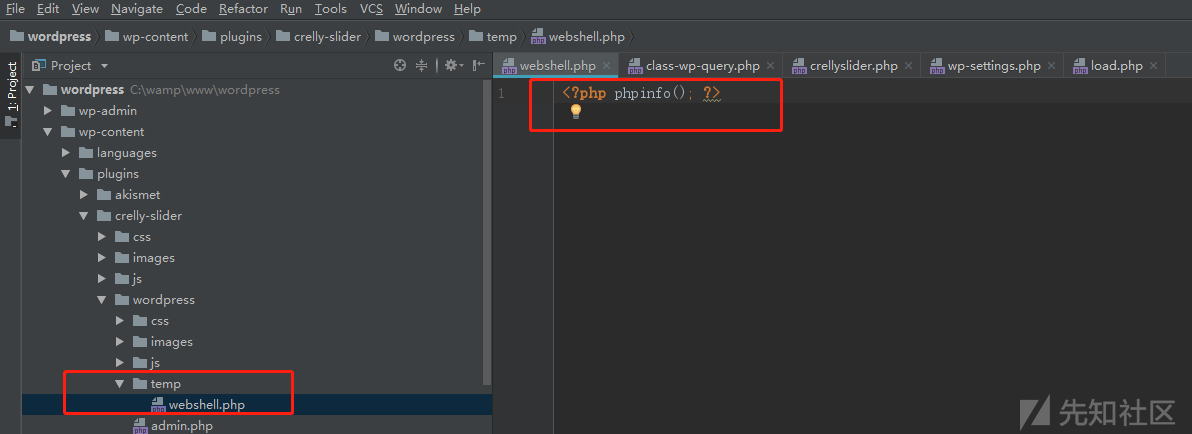 File Edit View Navigate Code Refactor Run Tools VCS Window Help
wordpress wp-content plugins crelly-slider wordpress temp webshell.php
1: Project
Project
webshell.php class-wp-query.php crellyslider.php wp-settings.php load.php
wordpress C:\wamp\www\wordpress
wp-admin
wp-content
languages
plugins
akismet
crelly-slider
css
images
js
wordpress
css
images
js
temp
webshell.php
admin.php
1 <?php phpinfo(); ?>
先知社区